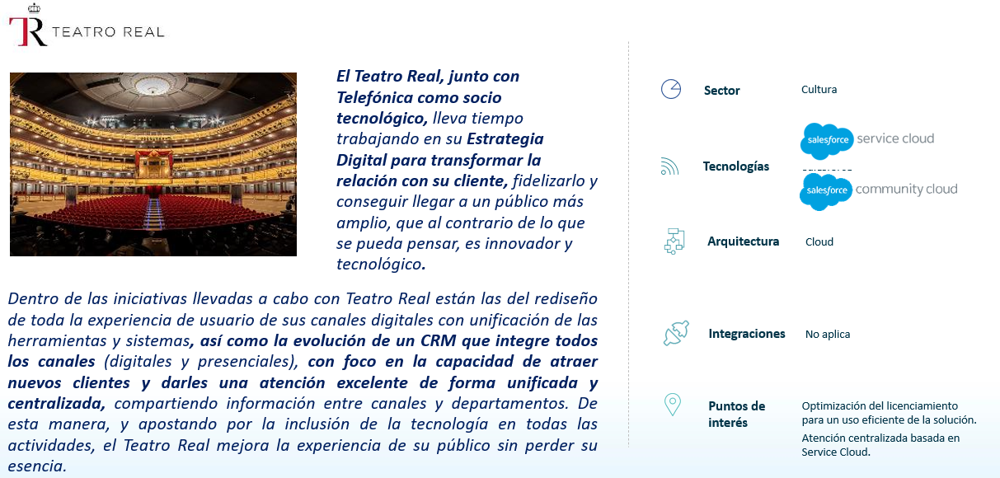 TR TEATRO REAL
El Teatro Real, junto con
Telefónica como socio
tecnológico, lleva tiempo
trabajando en su Estrategia
Digital para transformar la
relación con su cliente, fidelizarlo y
conseguir llegar a un público más
amplio, que al contrario de lo que
se pueda pensar, es innovador y
tecnológico.
Dentro de las iniciativas llevadas a cabo con Teatro Real están las del rediseño
de toda la experiencia de usuario de sus canales digitales con unificación de las
herramientas y sistemas, así como la evolución de un CRM que integre todos
los canales (digitales y presenciales), con foco en la capacidad de atraer
nuevos clientes y darles una atención excelente de forma unificada y
centralizada, compartiendo información entre canales y departamentos. De
esta manera, y apostando por la inclusión de la tecnología en todas las
actividades, el Teatro Real mejora la experiencia de su público sin perder su
esencia.
Sector Cultura
Tecnologías
salesforce service cloud
salesforce community cloud
Arquitectura Cloud
Integraciones No aplica
Puntos de
interés
Optimización del licenciamiento
para un uso eficiente de la solución.
Atención centralizada basada en
Service Cloud.